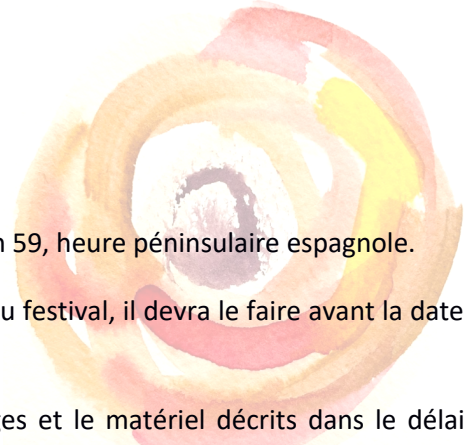 59, heure péninsulaire espagnole.
u festival, il devra le faire avant la date
et le matériel décrits dans le délai